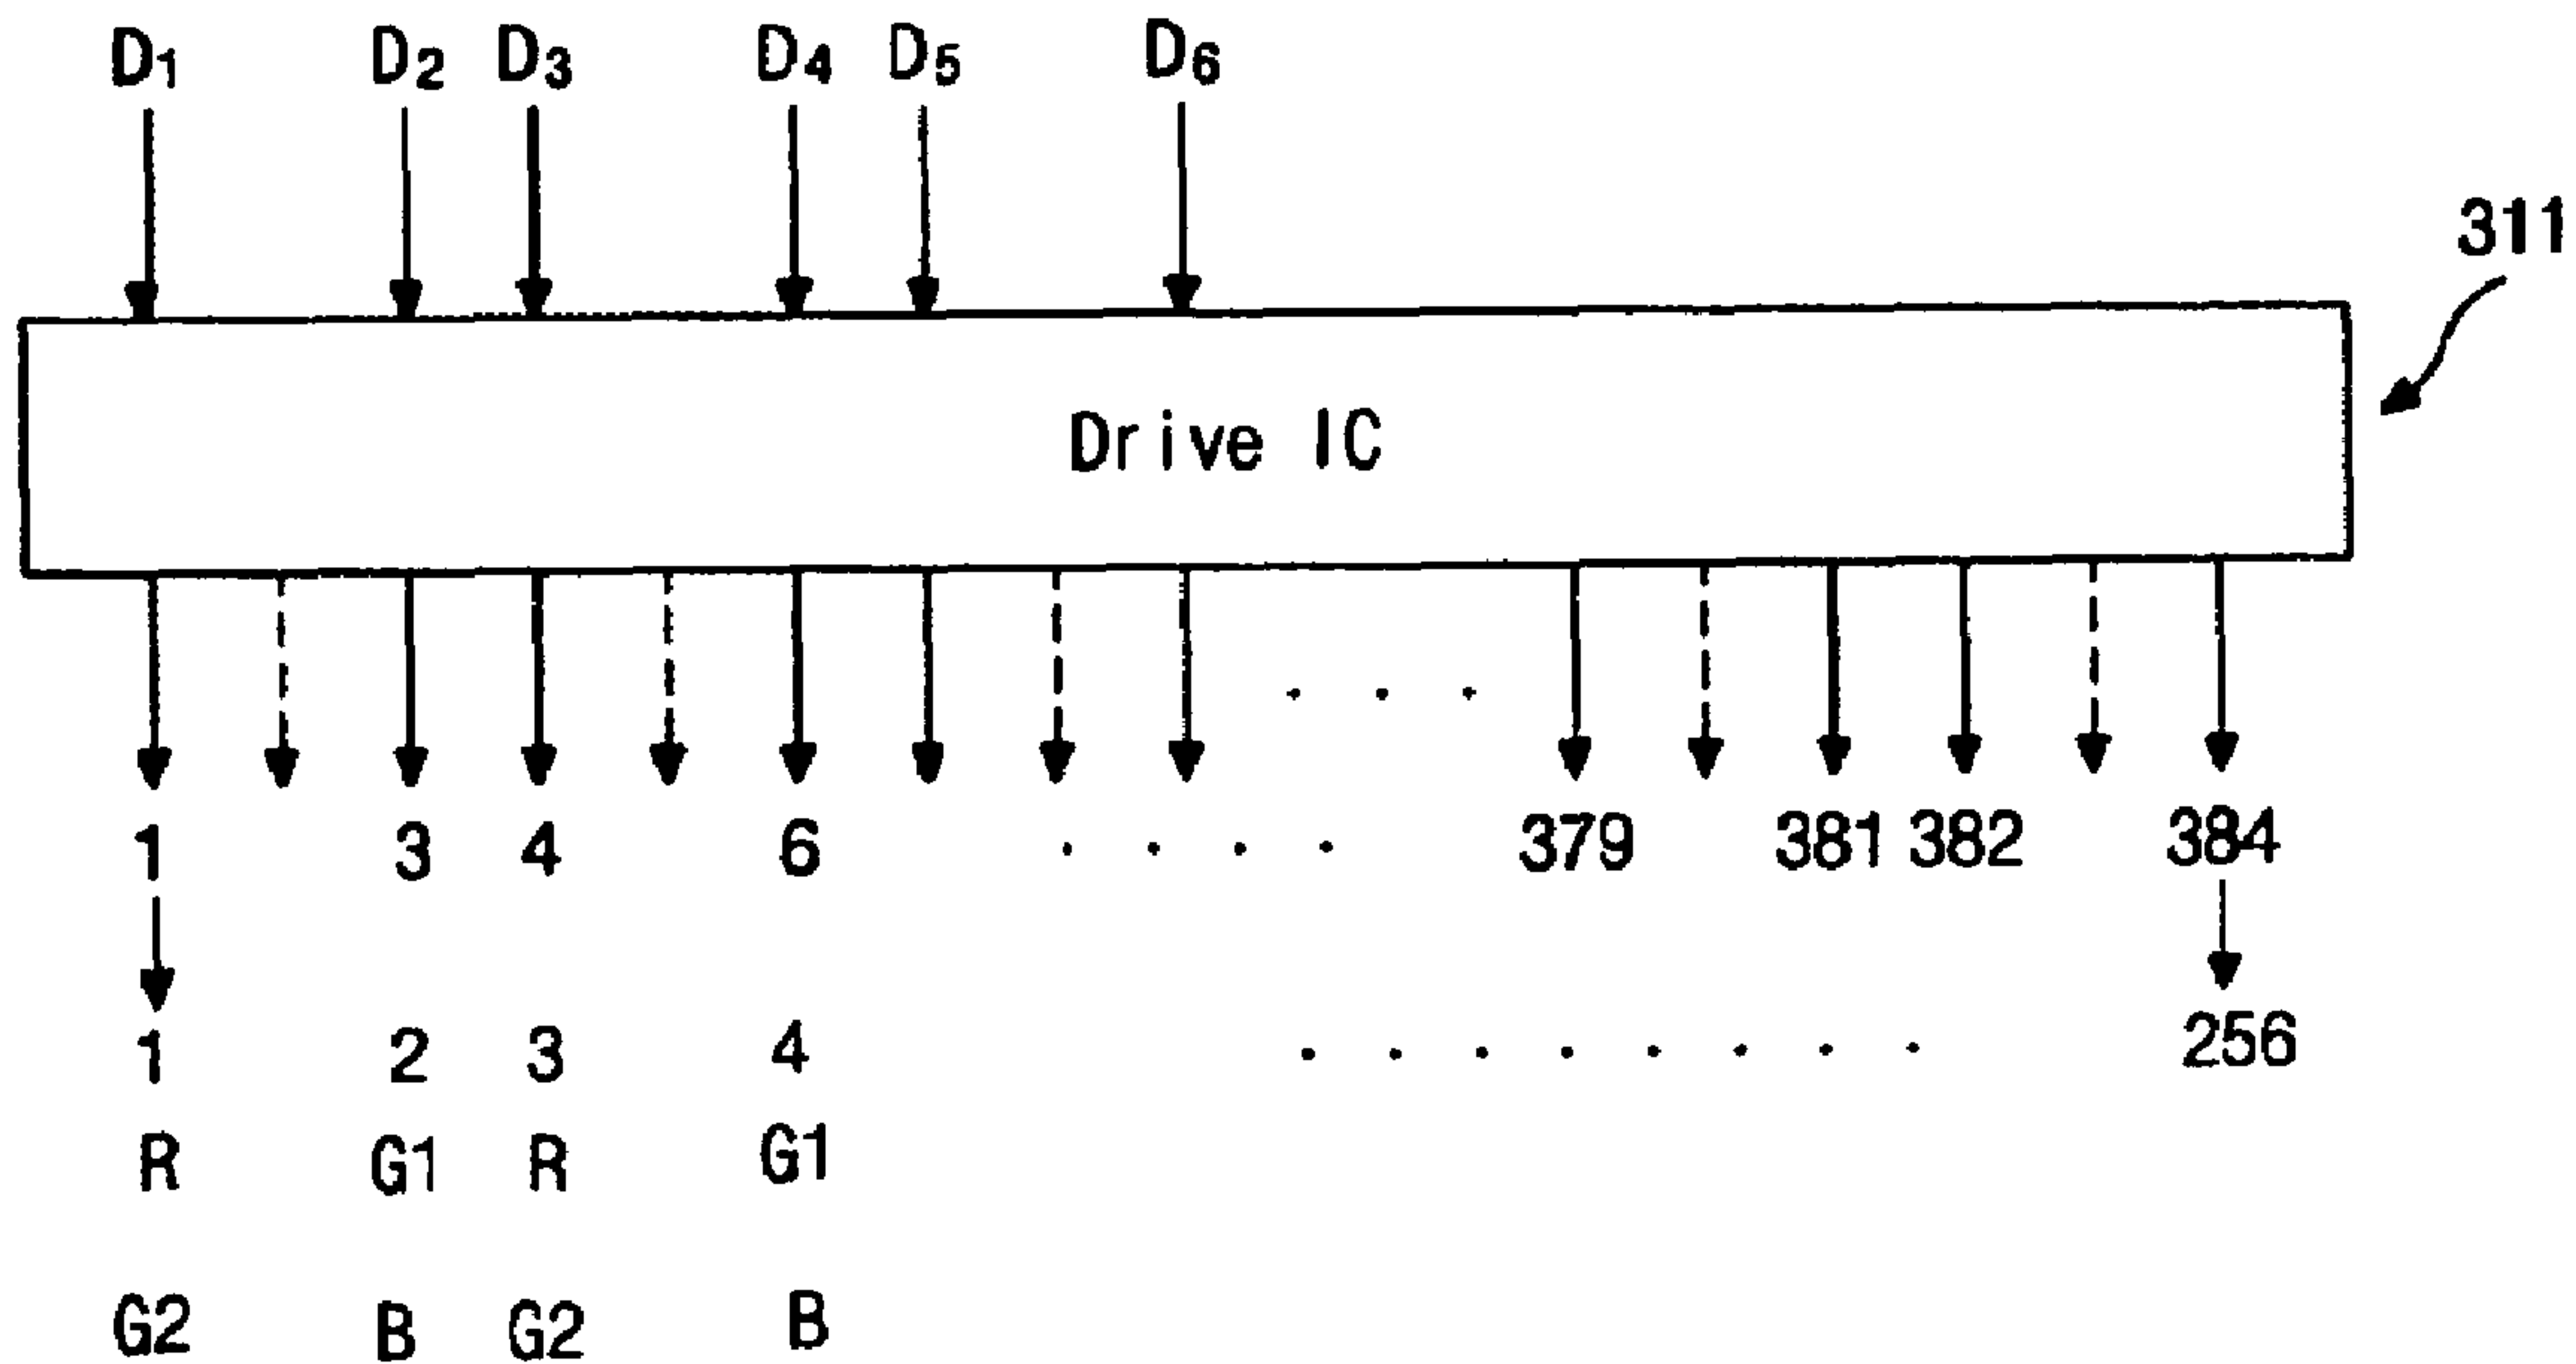 D1 D2 D3 D4 D5 D6
311
Drive IC
. . .
1 3 4 6 . . . . 379 381 382 384
1 2 3 4 . . . . . . . . 256
R G1 R G1
G2 B G2 B